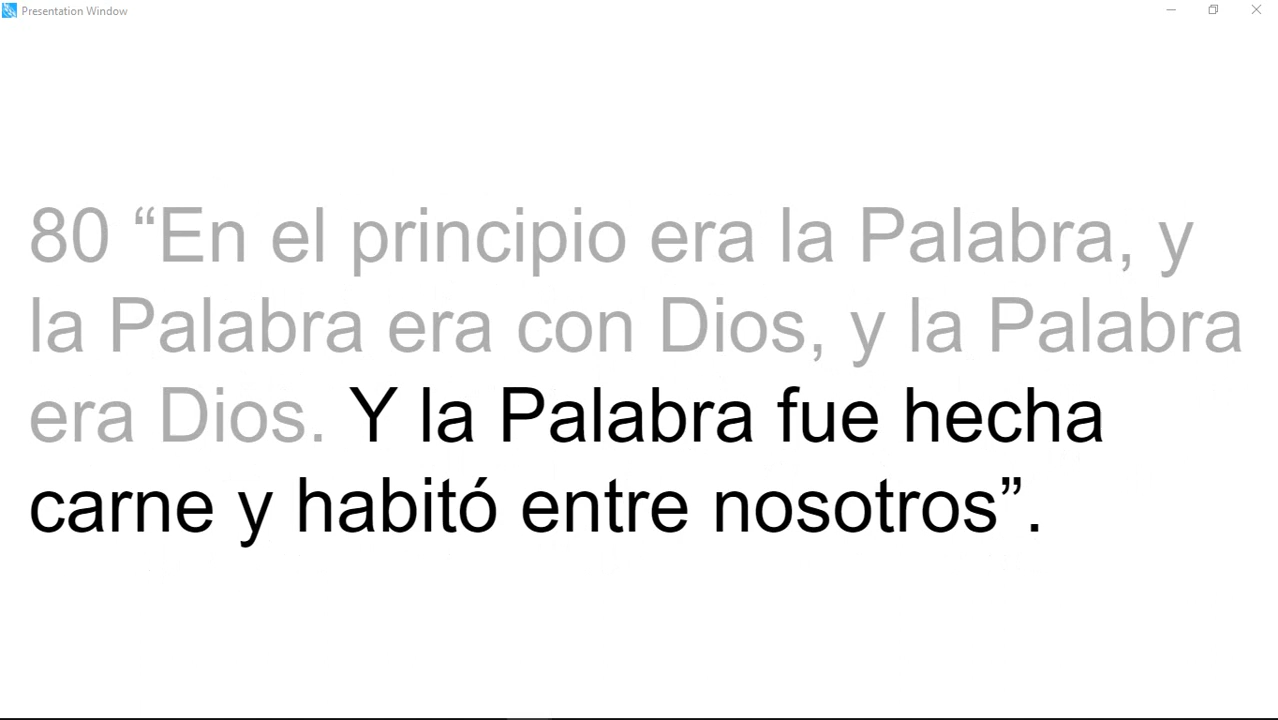 Presentation Window
80 “En el principio era la Palabra, y
la Palabra era con Dios, y la Palabra
era Dios. Y la Palabra fue hecha
carne y habitó entre nosotros”.